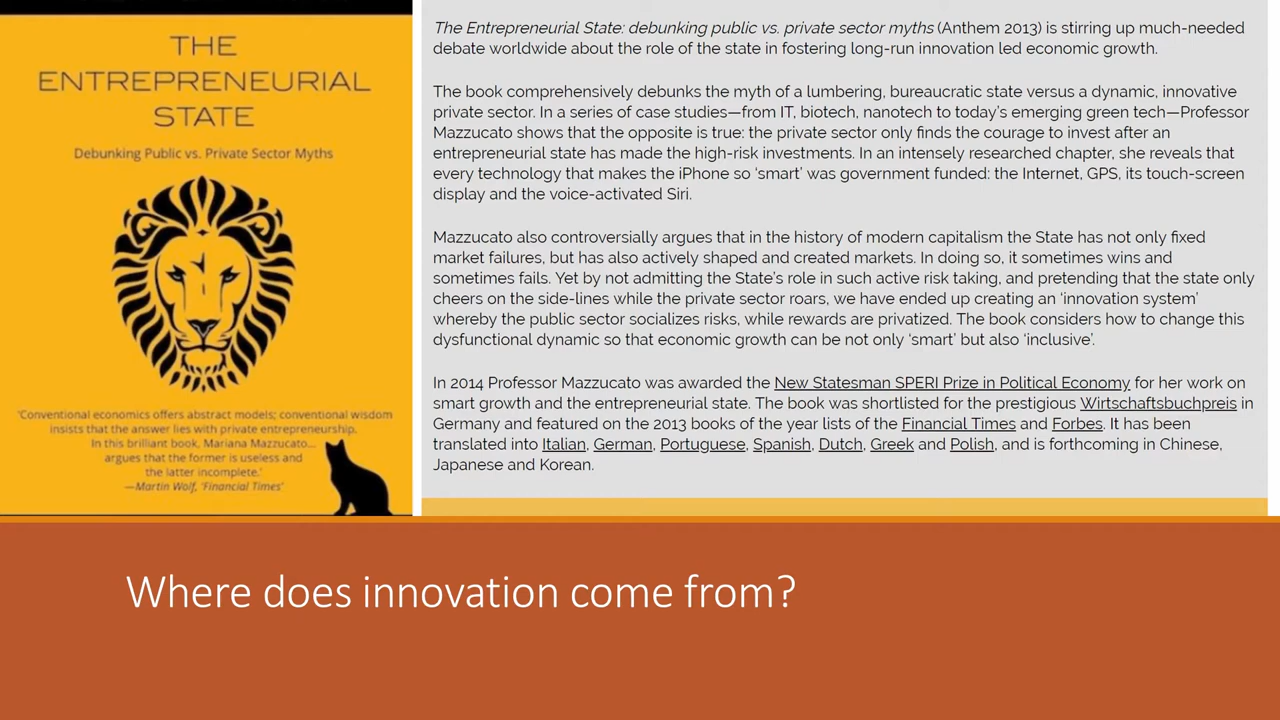 THE
ENTREPRENEURIAL
STATE
Debunking Public vs. Private Sector Myths
'Conventional economics offers abstract models; conventional wisdom
insists that the answer lies with private entrepreneurship.
In this brilliant book, Mariana Mazzucato...
argues that the former is useless and
the latter incomplete.'
—Martin Wolf, 'Financial Times'
The Entrepreneurial State: debunking public vs. private sector myths (Anthem 2013) is stirring up much-needed
debate worldwide about the role of the state in fostering long-run innovation led economic growth.
The book comprehensively debunks the myth of a lumbering, bureaucratic state versus a dynamic, innovative
private sector. In a series of case studies—from IT, biotech, nanotech to today's emerging green tech—Professor
Mazzucato shows that the opposite is true: the private sector only finds the courage to invest after an
entrepreneurial state has made the high-risk investments. In an intensely researched chapter, she reveals that
every technology that makes the iPhone so 'smart' was government funded: the Internet, GPS, its touch-screen
display and the voice-activated Siri.
Mazzucato also controversially argues that in the history of modern capitalism the State has not only fixed
market failures, but has also actively shaped and created markets. In doing so, it sometimes wins and
sometimes fails. Yet by not admitting the State's role in such active risk taking, and pretending that the state only
cheers on the side-lines while the private sector roars, we have ended up creating an 'innovation system'
whereby the public sector socializes risks, while rewards are privatized. The book considers how to change this
dysfunctional dynamic so that economic growth can be not only 'smart' but also 'inclusive'.
In 2014 Professor Mazzucato was awarded the New Statesman SPERI Prize in Political Economy for her work on
smart growth and the entrepreneurial state. The book was shortlisted for the prestigious Wirtschaftsbuchpreis in
Germany and featured on the 2013 books of the year lists of the Financial Times and Forbes. It has been
translated into Italian, German, Portuguese, Spanish, Dutch, Greek and Polish, and is forthcoming in Chinese,
Japanese and Korean.
Where does innovation come from?